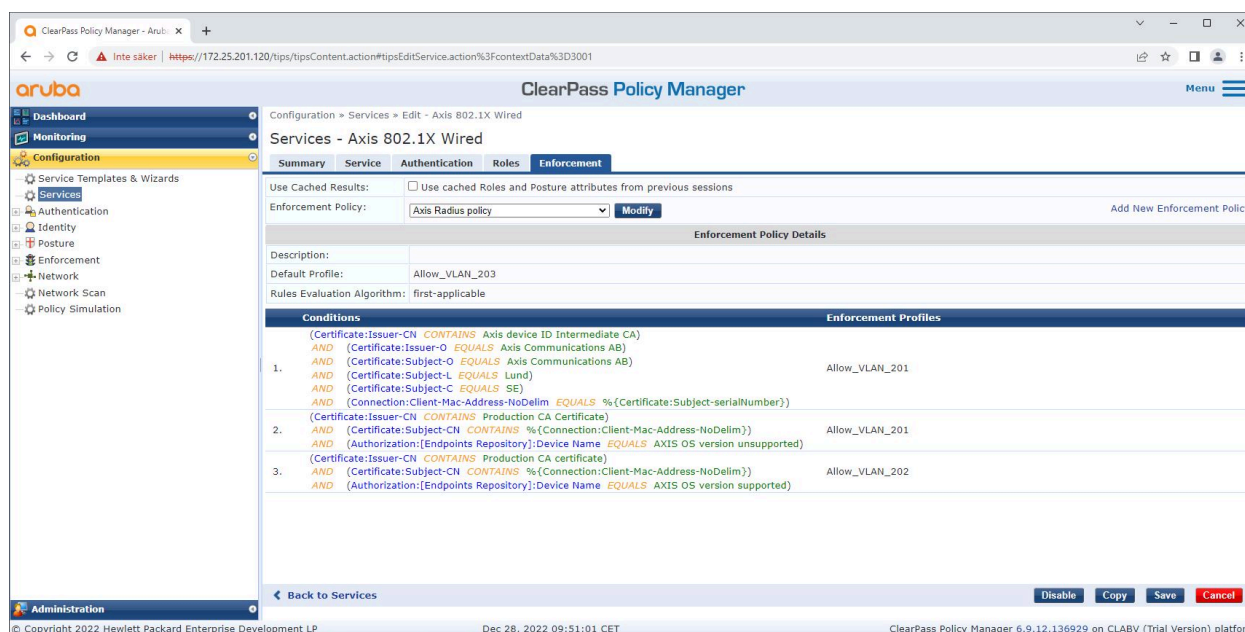 ClearPass Policy Manager - Arub
Inte säker | https://172.25.201.120/tips/tipsContent.action#tipsEditService.action%3FcontextData%3D3001
aruba
ClearPass Policy Manager
Menu
Dashboard
Monitoring
Configuration
Service Templates & Wizards
Services
Authentication
Identity
Posture
Enforcement
Network
Network Scan
Policy Simulation
Administration
Configuration » Services » Edit - Axis 802.1X Wired
Services - Axis 802.1X Wired
Summary Service Authentication Roles Enforcement
Use Cached Results: Use cached Roles and Posture attributes from previous sessions
Enforcement Policy: Axis Radius policy Modify Add New Enforcement Polic
Enforcement Policy Details
Description:
Default Profile: Allow_VLAN_203
Rules Evaluation Algorithm: first-applicable
Conditions Enforcement Profiles
(Certificate:Issuer-CN CONTAINS Axis device ID Intermediate CA)
AND (Certificate:Issuer-O EQUALS Axis Communications AB)
AND (Certificate:Subject-O EQUALS Axis Communications AB)
1. AND (Certificate:Subject-L EQUALS Lund) Allow_VLAN_201
AND (Certificate:Subject-C EQUALS SE)
AND (Connection:Client-Mac-Address-NoDelim EQUALS %{Certificate:Subject-serialNumber})
(Certificate:Issuer-CN CONTAINS Production CA Certificate)
2. AND (Certificate:Subject-CN CONTAINS %{Connection:Client-Mac-Address-NoDelim}) Allow_VLAN_201
AND (Authorization:[Endpoints Repository]:Device Name EQUALS AXIS OS version unsupported)
(Certificate:Issuer-CN CONTAINS Production CA certificate)
3. AND (Certificate:Subject-CN CONTAINS %{Connection:Client-Mac-Address-NoDelim}) Allow_VLAN_202
AND (Authorization:[Endpoints Repository]:Device Name EQUALS AXIS OS version supported)
Back to Services Disable Copy Save Cancel
© Copyright 2022 Hewlett Packard Enterprise Development LP Dec 28, 2022 09:51:01 CET ClearPass Policy Manager 6.9.12.136929 on CLABV (Trial Version) platfor